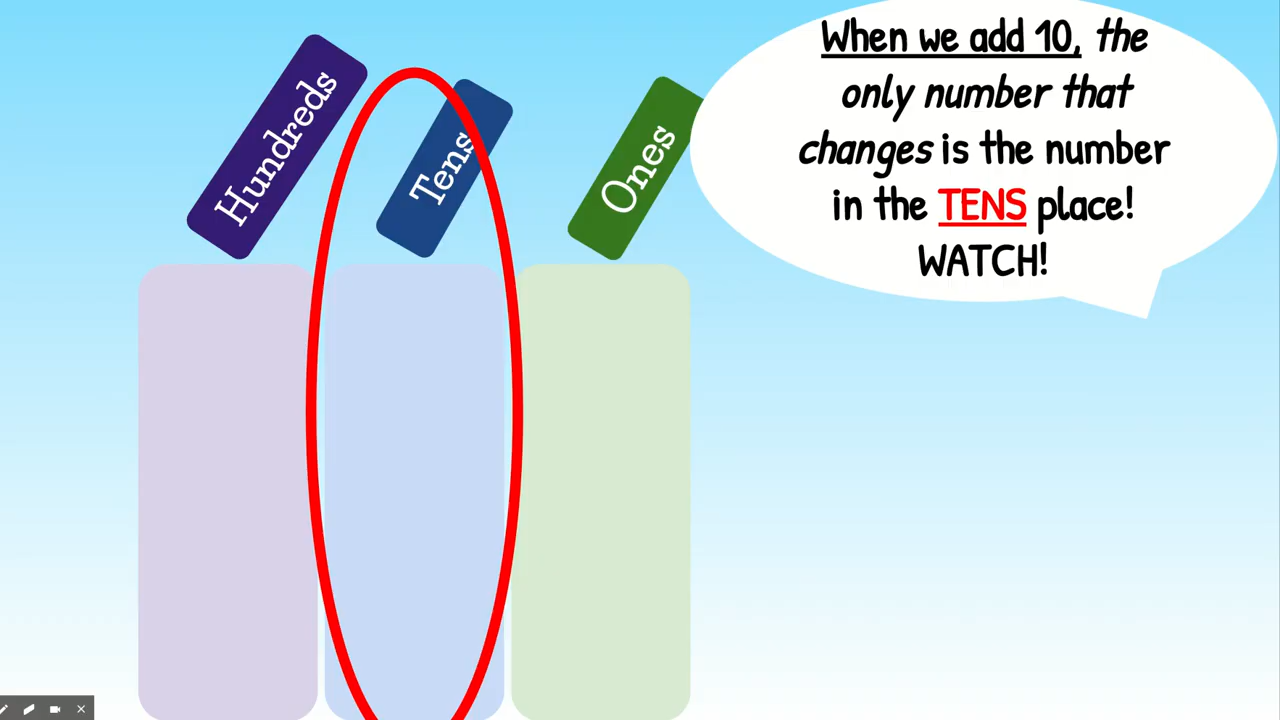 Hundreds
Tens
Ones
When we add 10, the
only number that
changes is the number
in the TENS place!
WATCH!